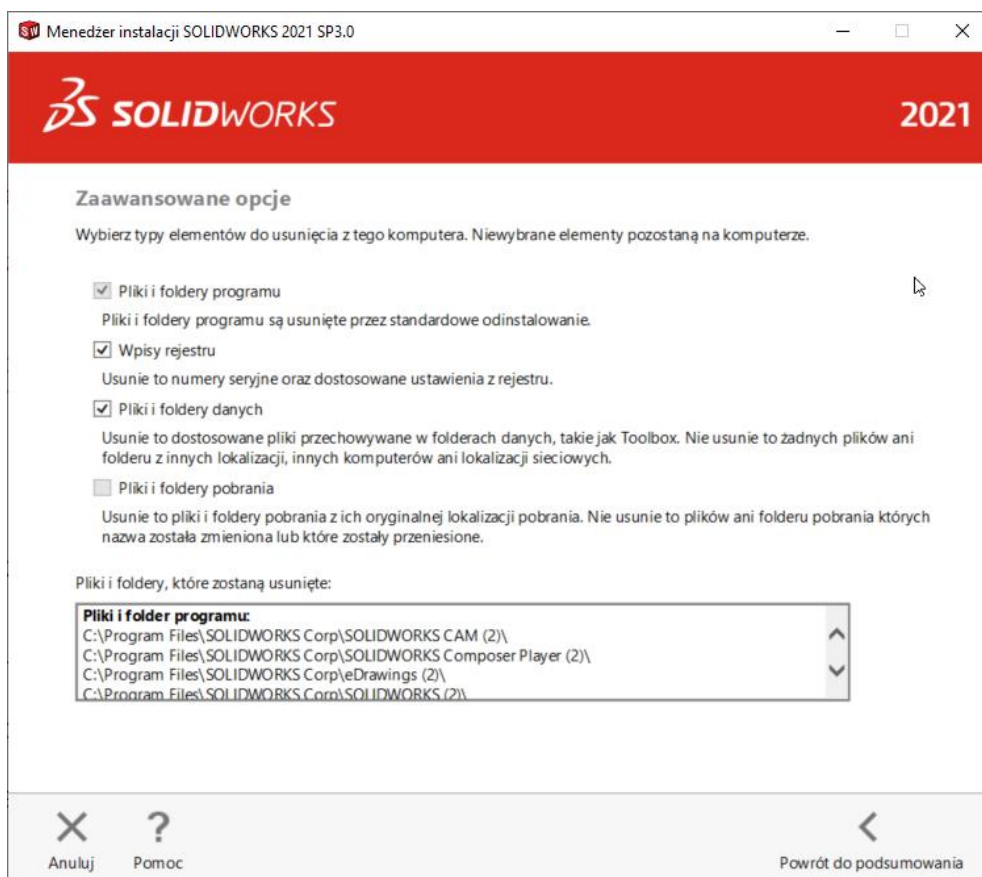 Menedżer instalacji SOLIDWORKS 2021 SP3.0
SOLIDWORKS
2021
Zaawansowane opcje
Wybierz typy elementów do usunięcia z tego komputera. Niewybrane elementy pozostaną na komputerze.
Pliki i foldery programu
Pliki i foldery programu są usunięte przez standardowe odinstalowanie.
Wpisy rejestru
Usunie to numery seryjne oraz dostosowane ustawienia z rejestru.
Pliki i foldery danych
Usunie to dostosowane pliki przechowywane w folderach danych, takie jak Toolbox. Nie usunie to żadnych plików ani
folderu z innych lokalizacji, innych komputerów ani lokalizacji sieciowych.
Pliki i foldery pobrania
Usunie to pliki i foldery pobrania z ich oryginalnej lokalizacji pobrania. Nie usunie to plików ani folderu pobrania których
nazwa została zmieniona lub które zostały przeniesione.
Pliki i foldery, które zostaną usunięte:
Pliki i folder programu:
C:\Program Files\SOLIDWORKS Corp\SOLIDWORKS CAM (2)\
C:\Program Files\SOLIDWORKS Corp\SOLIDWORKS Composer Player (2)\
C:\Program Files\SOLIDWORKS Corp\eDrawings (2)\
C:\Program Files\SOLIDWORKS Corp\SOLIDWORKS (2)\
Anuluj
Pomoc
Powrót do podsumowania